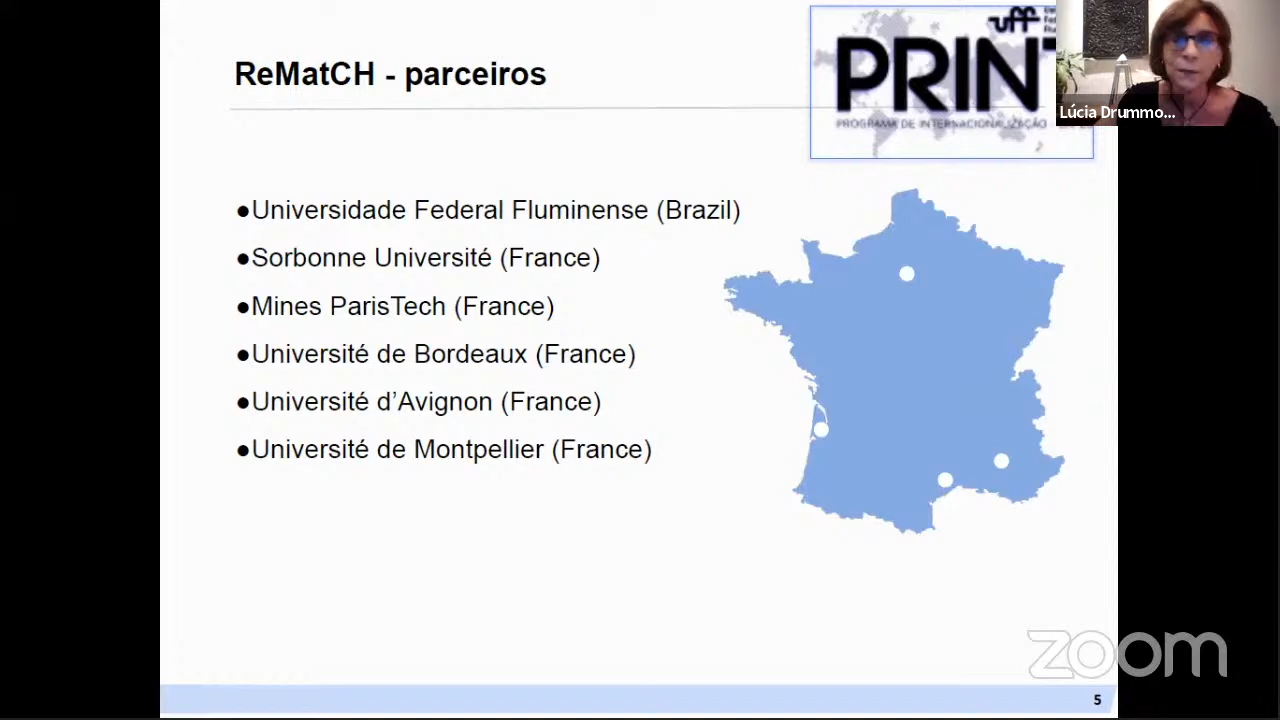 uff
PRINT
ReMatCH - parceiros
PROGRAMA DE INTERNACIONALIZAÇÃO
Lúcia Drummo...
●Universidade Federal Fluminense (Brazil)
●Sorbonne Université (France)
●Mines ParisTech (France)
●Université de Bordeaux (France)
●Université d’Avignon (France)
●Université de Montpellier (France)
zoom
5